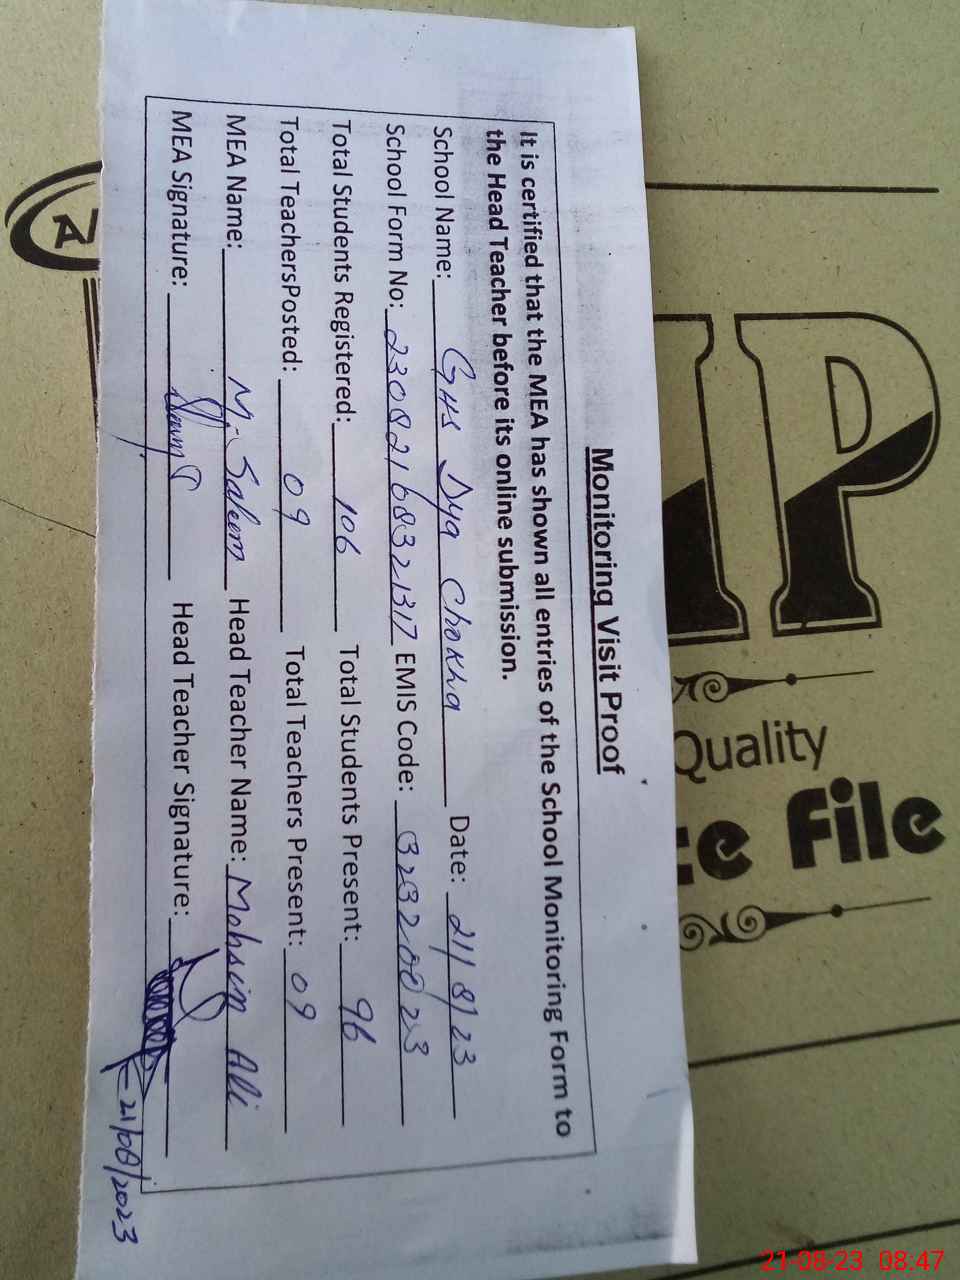 Monitoring Visit Proof
It is certified that the MEA has shown all entries of the School Monitoring Form to
the Head Teacher before its online submission.
School Name: GHS Dya Chokha Date: 21/8/23
School Form No: 23082168321317 EMIS Code: 32320023
Total Students Registered: 106 Total Students Present: 96
Total TeachersPosted: 09 Total Teachers Present: 09
MEA Name: M. Saleem Head Teacher Name: Mohsin Ali
MEA Signature: Head Teacher Signature:
21/08/2023
P
Quality
File
21-08-23 08:47